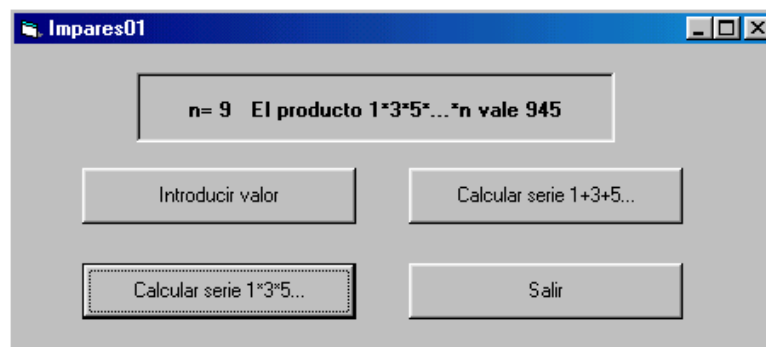 Impares01
n= 9 El producto 1*3*5*...*n vale 945
Introducir valor
Calcular serie 1+3+5...
Calcular serie 1*3*5...
Salir